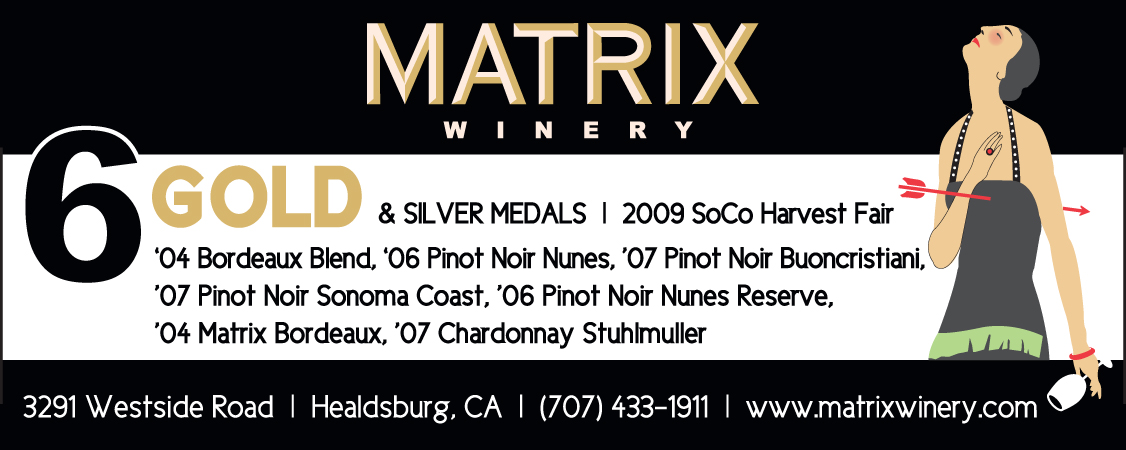 MATRIX
WINERY
6 GOLD & SILVER MEDALS | 2009 SoCo Harvest Fair
‘04 Bordeaux Blend, ‘06 Pinot Noir Nunes, ’07 Pinot Noir Buoncristiani,
’07 Pinot Noir Sonoma Coast, ’06 Pinot Noir Nunes Reserve,
’04 Matrix Bordeaux, ’07 Chardonnay Stuhlmuller
3291 Westside Road | Healdsburg, CA | (707) 433-1911 | www.matrixwinery.com